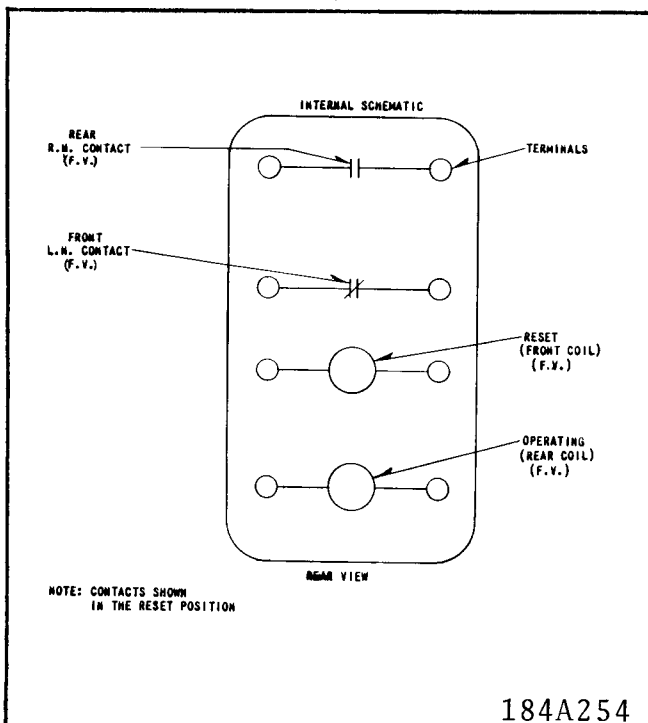 INTERNAL SCHEMATIC
REAR
R.H. CONTACT
(F.V.)
TERMINALS
FRONT
L.H. CONTACT
(F.V.)
RESET
(FRONT COIL)
(F.V.)
OPERATING
(REAR COIL)
(F.V.)
REAR VIEW
NOTE: CONTACTS SHOWN
IN THE RESET POSITION
184A254